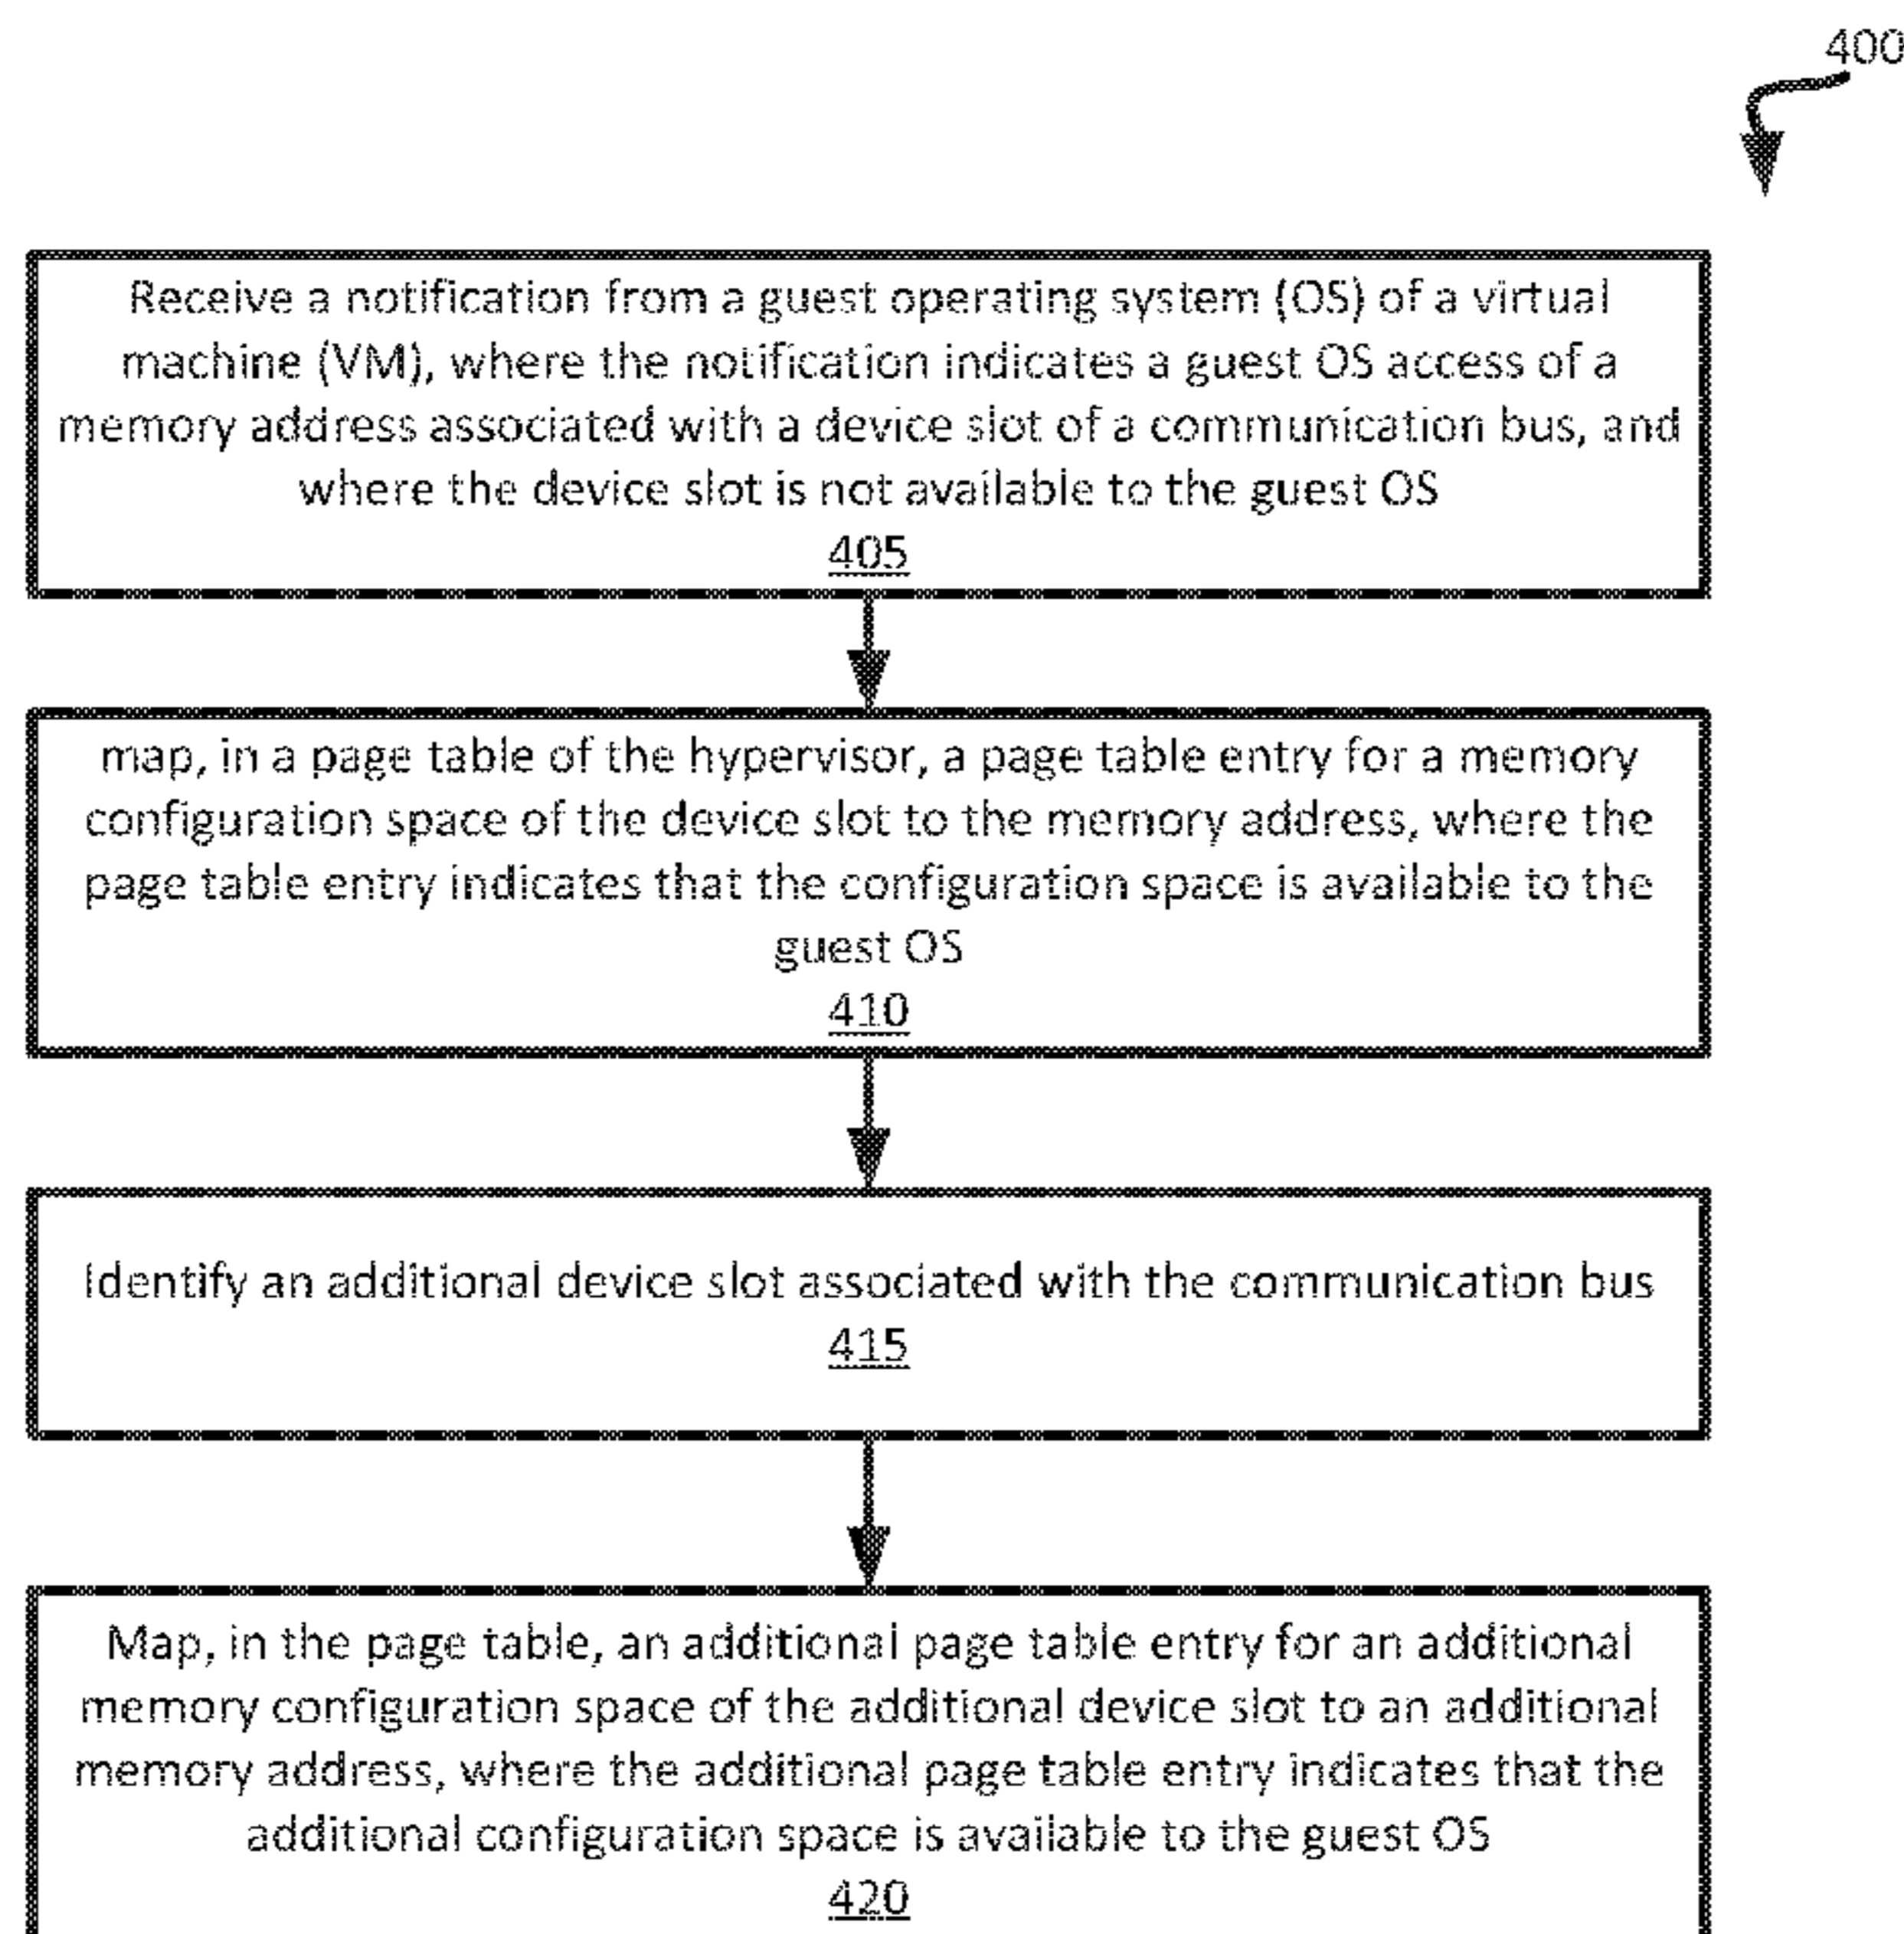 400
Receive a notification from a guest operating system (OS) of a virtual
machine (VM), where the notification indicates a guest OS access of a
memory address associated with a device slot of a communication bus, and
where the device slot is not available to the guest OS
405
map, in a page table of the hypervisor, a page table entry for a memory
configuration space of the device slot to the memory address, where the
page table entry indicates that the configuration space is available to the
guest OS
410
Identify an additional device slot associated with the communication bus
415
Map, in the page table, an additional page table entry for an additional
memory configuration space of the additional device slot to an additional
memory address, where the additional page table entry indicates that the
additional configuration space is available to the guest OS
420